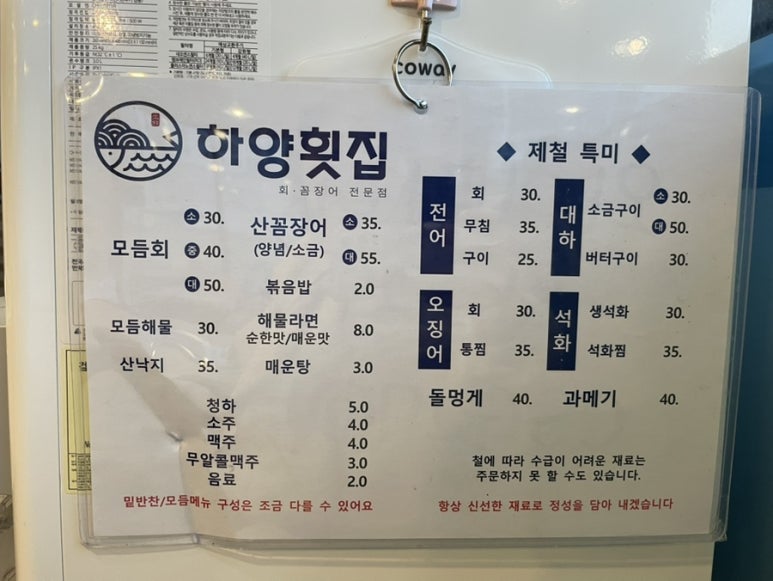 coway
하양횟집
회·꼼장어 전문점
모듬회 소 30.
중 40.
대 50.
산꼼장어 소 35.
(양념/소금) 대 55.
볶음밥 2.0
모듬해물 30.
해물라면 8.0
순한맛/매운맛
산낙지 35.
매운탕 3.0
청하 5.0
소주 4.0
맥주 4.0
무알콜맥주 3.0
음료 2.0
밑반찬/모듬메뉴 구성은 조금 다를 수 있어요
◆ 제철 특미 ◆
전어
회 30.
무침 35.
구이 25.
대하
소금구이 소 30.
대 50.
버터구이 30.
오징어
회 30.
통찜 35.
석화
생석화 30.
석화찜 35.
돌멍게 40.
과메기 40.
철에 따라 수급이 어려운 재료는
주문하지 못 할 수도 있습니다.
항상 신선한 재료로 정성을 담아 내겠습니다